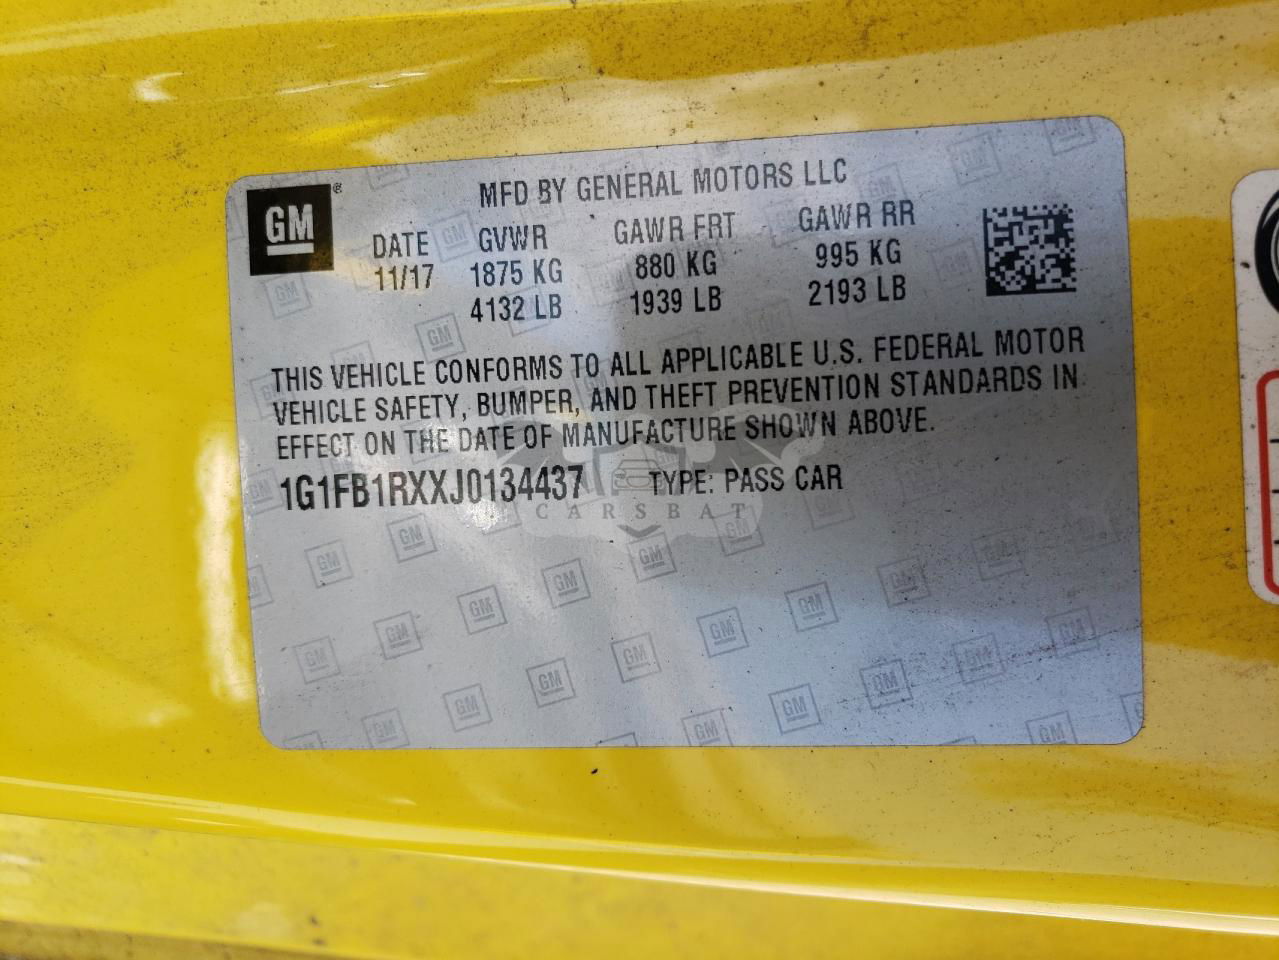 GM ®
MFD BY GENERAL MOTORS LLC
DATE GVWR GAWR FRT GAWR RR
11/17 1875 KG 880 KG 995 KG
4132 LB 1939 LB 2193 LB
THIS VEHICLE CONFORMS TO ALL APPLICABLE U.S. FEDERAL MOTOR
VEHICLE SAFETY, BUMPER, AND THEFT PREVENTION STANDARDS IN
EFFECT ON THE DATE OF MANUFACTURE SHOWN ABOVE.
1G1FB1RXXJ0134437 TYPE: PASS CAR
CARSBAT